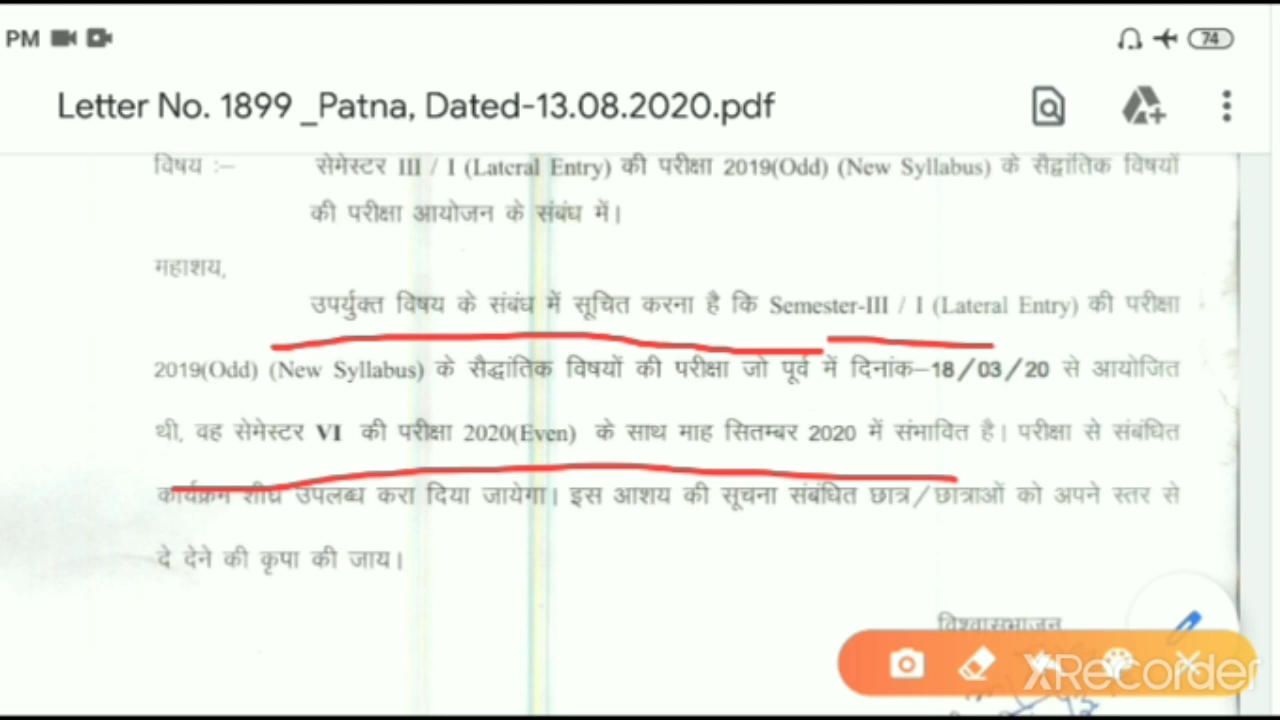 PM
74
Letter No. 1899 _Patna, Dated-13.08.2020.pdf
विषय :– सेमेस्टर III / I (Lateral Entry) की परीक्षा 2019(Odd) (New Syllabus) के सैद्वांतिक विषयों
की परीक्षा आयोजन के संबंध में।
महाशय,
उपर्युक्त विषय के संबंध में सूचित करना है कि Semester-III / I (Lateral Entry) की परीक्षा
2019(Odd) (New Syllabus) के सैद्धांतिक विषयों की परीक्षा जो पूर्व में दिनांक–18/03/20 से आयोजित
थी, वह सेमेस्टर VI की परीक्षा 2020(Even) के साथ माह सितम्बर 2020 में संभावित है। परीक्षा से संबंधित
कार्यक्रम शीघ्र उपलब्ध करा दिया जायेगा। इस आशय की सूचना संबंधित छात्र/छात्राओं को अपने स्तर से
दे देने की कृपा की जाय।
विश्वासभाजन
XRecorder